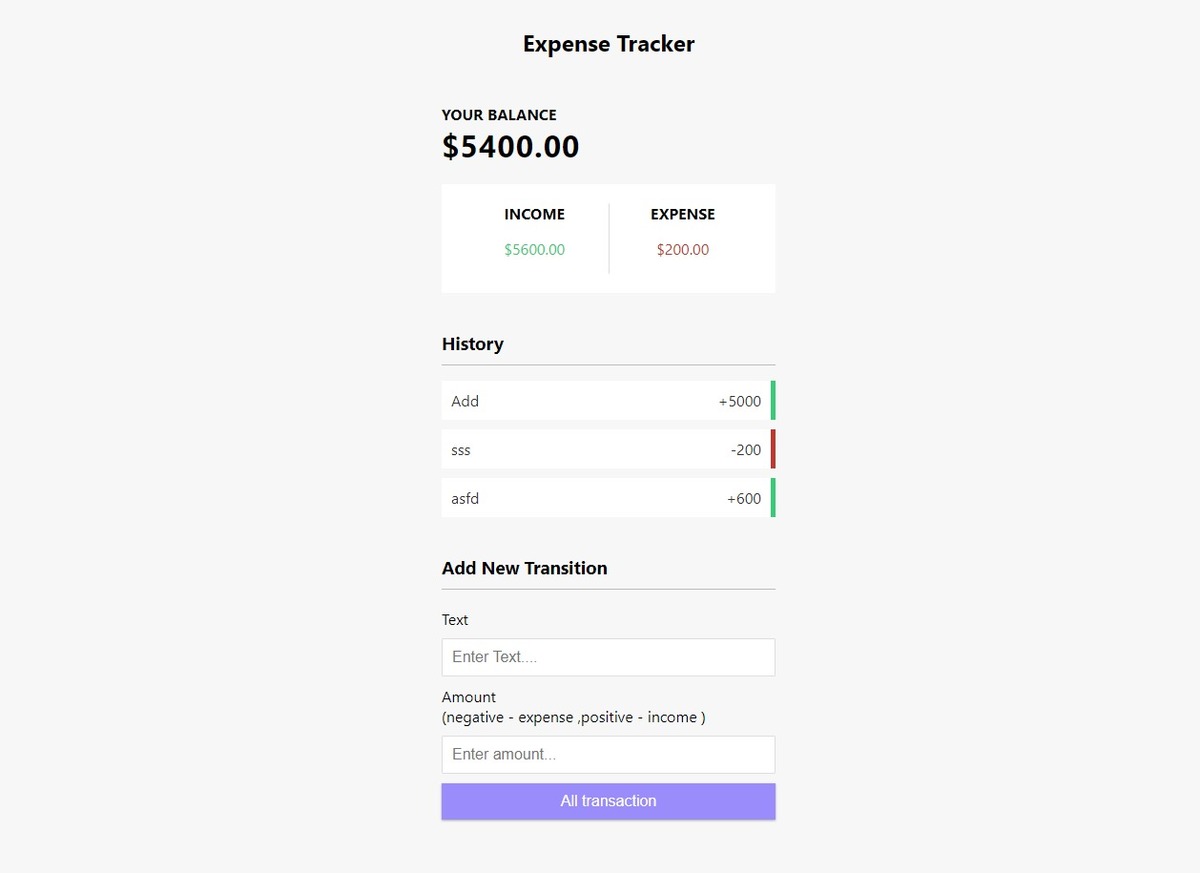 Expense Tracker
YOUR BALANCE
$5400.00
INCOME EXPENSE
$5600.00 $200.00
History
Add +5000
sss -200
asfd +600
Add New Transition
Text
Enter Text....
Amount
(negative - expense ,positive - income )
Enter amount...
All transaction